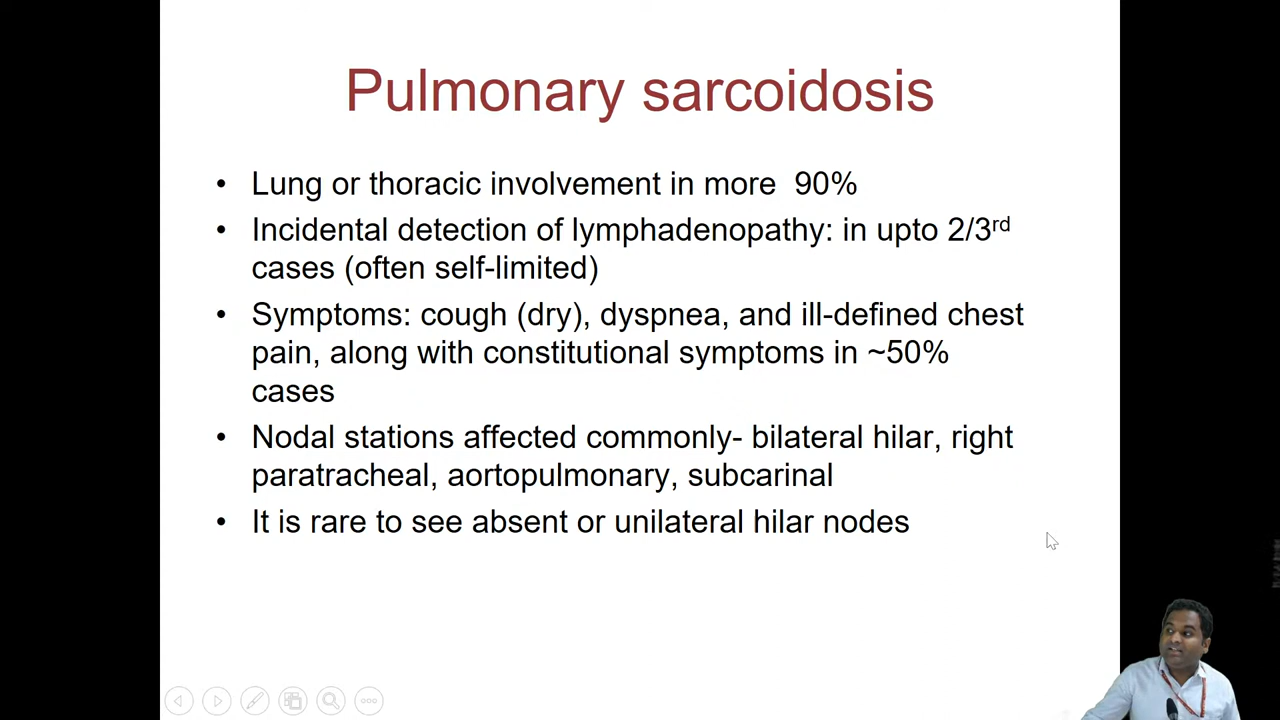 Pulmonary sarcoidosis
• Lung or thoracic involvement in more  90%
• Incidental detection of lymphadenopathy: in upto 2/3rd
cases (often self-limited)
• Symptoms: cough (dry), dyspnea, and ill-defined chest
pain, along with constitutional symptoms in ~50%
cases
• Nodal stations affected commonly- bilateral hilar, right
paratracheal, aortopulmonary, subcarinal
• It is rare to see absent or unilateral hilar nodes